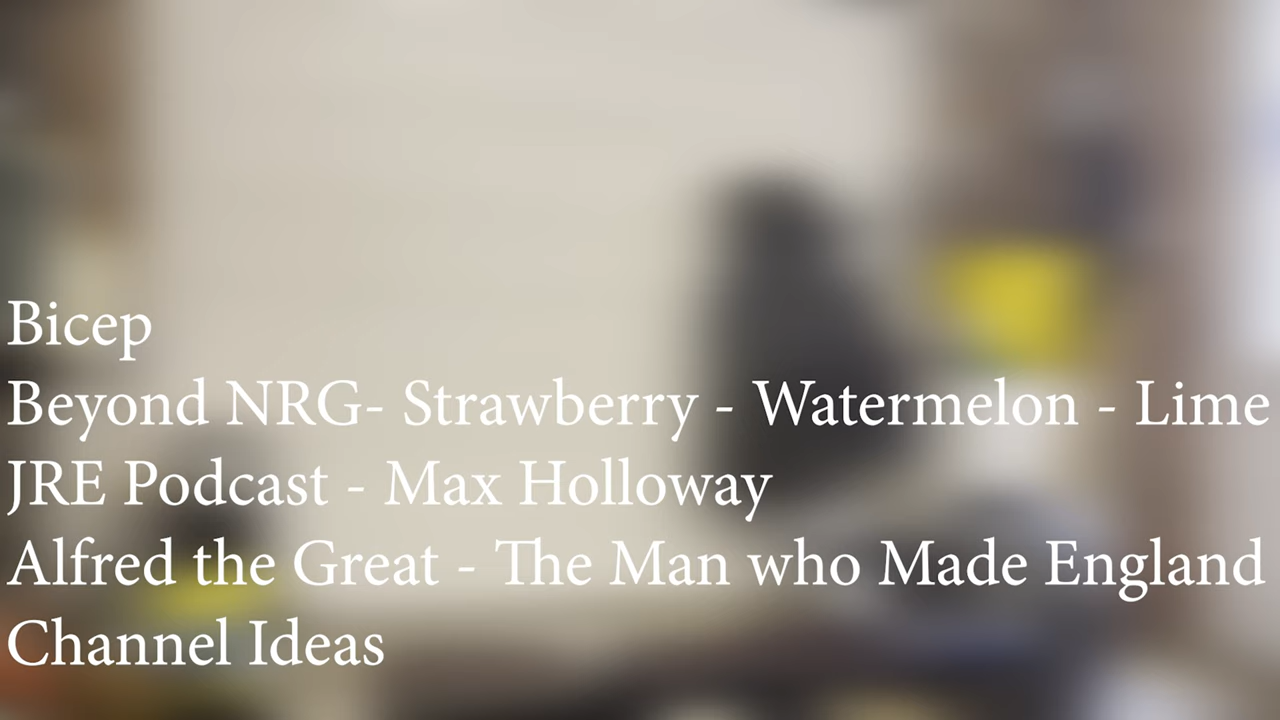 Bicep
Beyond NRG- Strawberry - Watermelon - Lime
JRE Podcast - Max Holloway
Alfred the Great - The Man who Made England
Channel Ideas